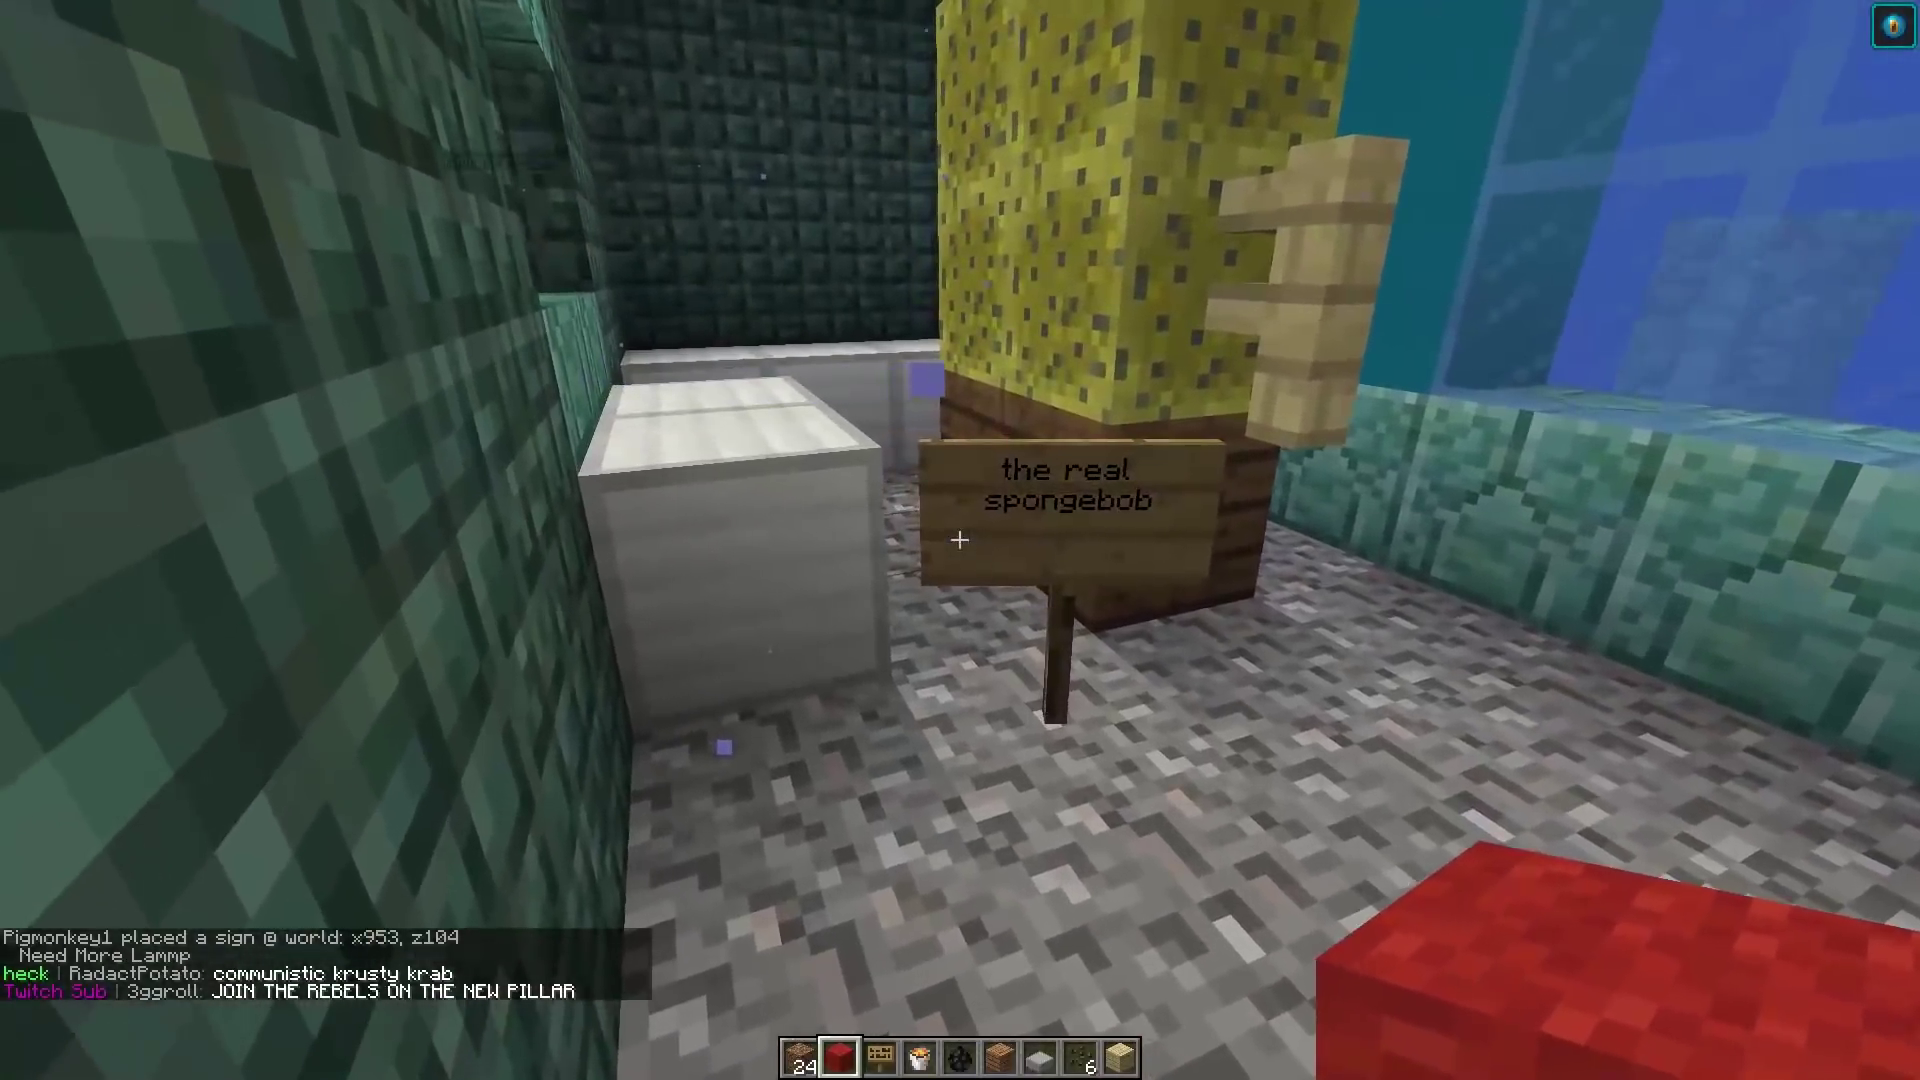 the real
spongebob
Pigmonkey1 placed a sign @ world: x953, z104
Need More Lammp
heck | RadactPotato: communistic krusty krab
Twitch Sub | 3ggroll: JOIN THE REBELS ON THE NEW PILLAR
24
6